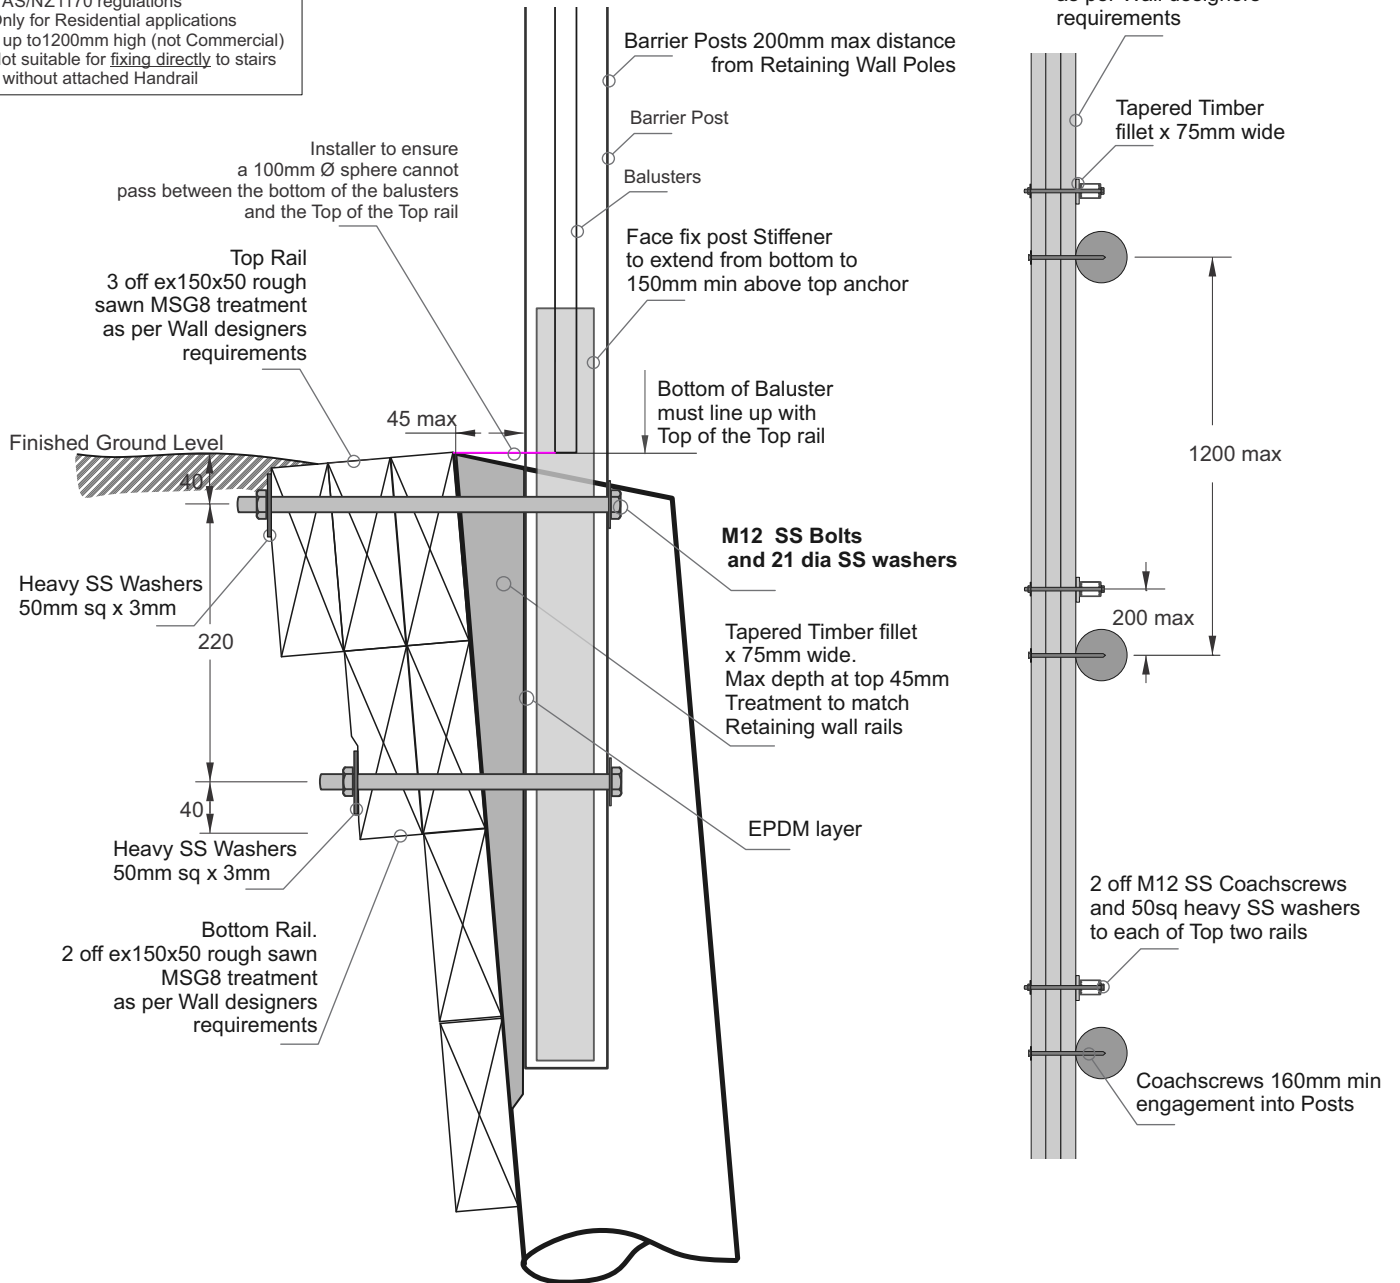 AS/NZ1170 regulations
Only for Residential applications
up to1200mm high (not Commercial)
Not suitable for fixing directly to stairs
without attached Handrail
Barrier Posts 200mm max distance
from Retaining Wall Poles
Barrier Post
Balusters
Installer to ensure
a 100mm Ø sphere cannot
pass between the bottom of the balusters
and the Top of the Top rail
Face fix post Stiffener
to extend from bottom to
150mm min above top anchor
Top Rail
3 off ex150x50 rough
sawn MSG8 treatment
as per Wall designers
requirements
Bottom of Baluster
must line up with
Top of the Top rail
45 max
Finished Ground Level
40
M12 SS Bolts
and 21 dia SS washers
Heavy SS Washers
50mm sq x 3mm
220
Tapered Timber fillet
x 75mm wide.
Max depth at top 45mm
Treatment to match
Retaining wall rails
40
EPDM layer
Heavy SS Washers
50mm sq x 3mm
Bottom Rail.
2 off ex150x50 rough sawn
MSG8 treatment
as per Wall designers
requirements
as per Wall designers
requirements
Tapered Timber
fillet x 75mm wide
1200 max
200 max
2 off M12 SS Coachscrews
and 50sq heavy SS washers
to each of Top two rails
Coachscrews 160mm min
engagement into Posts